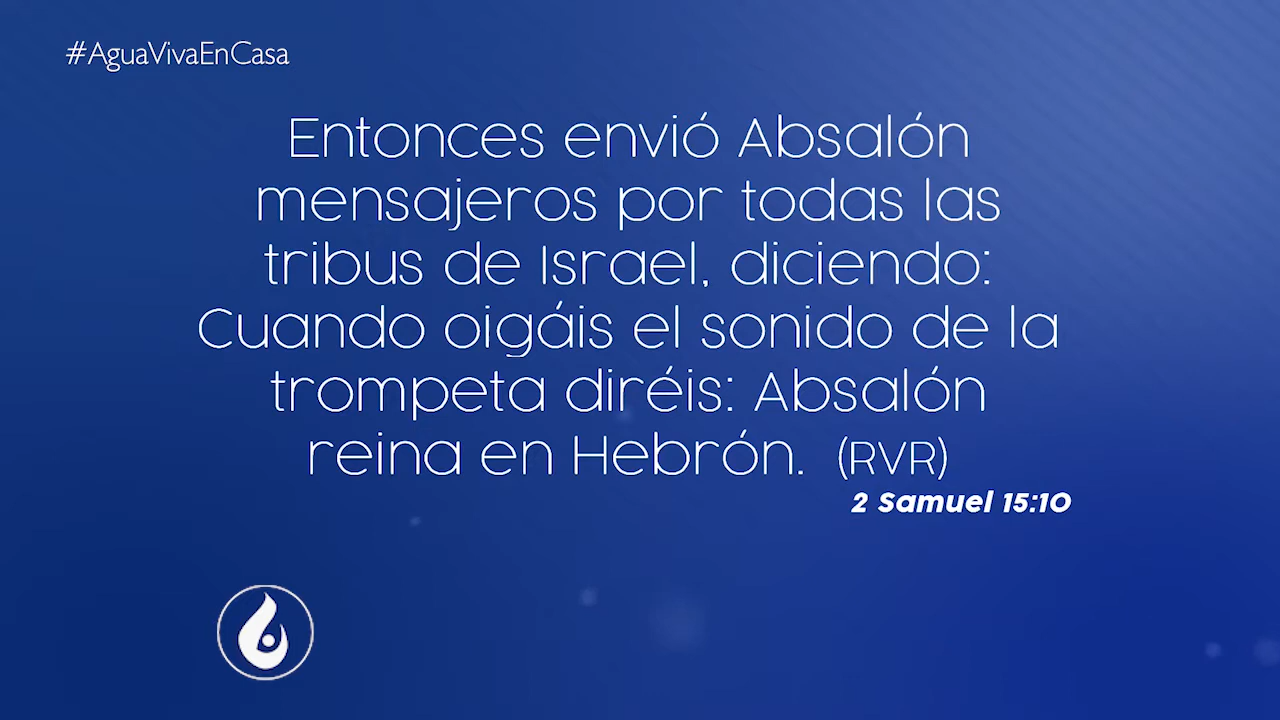 #AguaVivaEnCasa
Entonces envió Absalón
mensajeros por todas las
tribus de Israel, diciendo:
Cuando oigáis el sonido de la
trompeta diréis: Absalón
reina en Hebrón. (RVR)
2 Samuel 15:10